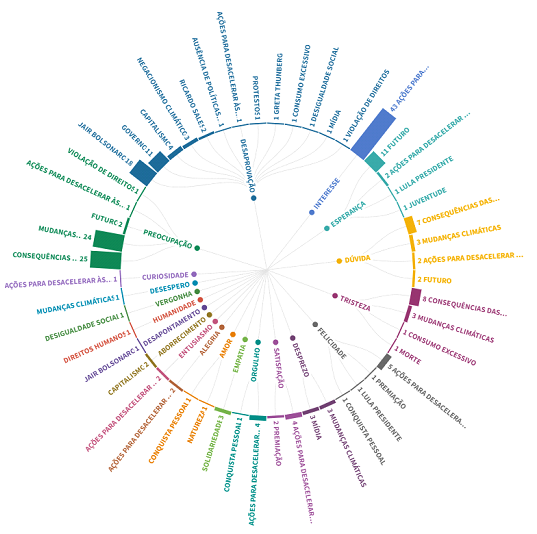 1 GRETA THUNBERG
1 CONSUMO EXCESSIVO
1 DESIGUALDADE SOCIAL
1 MÍDIA
1 VIOLAÇÃO DE DIREITOS
43 AÇÕES PARA...
11 FUTURO
2 AÇÕES PARA DESACELERAR ...
1 LULA PRESIDENTE
1 JUVENTUDE
7 CONSEQUÊNCIAS DAS...
3 MUDANÇAS CLIMÁTICAS
2 AÇÕES PARA DESACELERAR ...
2 FUTURO
8 CONSEQUÊNCIAS DAS...
3 MUDANÇAS CLIMÁTICAS
1 CONSUMO EXCESSIVO
1 MORTE
5 AÇÕES PARA DESACELERA...
1 PREMIAÇÃO
1 LULA PRESIDENTE
1 CONQUISTA PESSOAL
3 MUDANÇAS CLIMÁTICAS
3 MÍDIA
4 AÇÕES PARA DESACELERAR...
2 PREMIAÇÃO
AÇÕES PARA DESACELERAR.. 4
CONQUISTA PESSOAL 1
SOLIDARIEDADE 3
NATUREZA 1
CONQUISTA PESSOAL 1
AÇÕES PARA DESACELERAR .. 2
AÇÕES PARA DESACELERAR .. 2
CAPITALISMO 2
JAIR BOLSONARO 1
DIREITOS HUMANOS 1
DESIGUALDADE SOCIAL 1
MUDANÇAS CLIMÁTICAS 1
AÇÕES PARA DESACELERAR ÀS... 1
CONSEQUÊNCIAS .. 25
MUDANÇAS.. 24
FUTURO 2
AÇÕES PARA DESACELERAR ÀS.. 1
VIOLAÇÃO DE DIREITOS 1
JAIR BOLSONARO 18
GOVERNO 11
CAPITALISMO 4
NEGACIONISMO CLIMÁTICO 3
RICARDO SALES 2
AUSÊNCIA DE POLÍTICAS... 1
AÇÕES PARA DESACELERAR ÀS... 1
PROTESTOS 1
DESAPROVAÇÃO
INTERESSE
ESPERANÇA
DÚVIDA
TRISTEZA
FELICIDADE
DESPREZO
SATISFAÇÃO
ORGULHO
EMPATIA
AMOR
ALEGRIA
ENTUSIASMO
ABORRECIMENTO
DESAPONTAMENTO
HUMANIDADE
VERGONHA
DESESPERO
CURIOSIDADE
PREOCUPAÇÃO